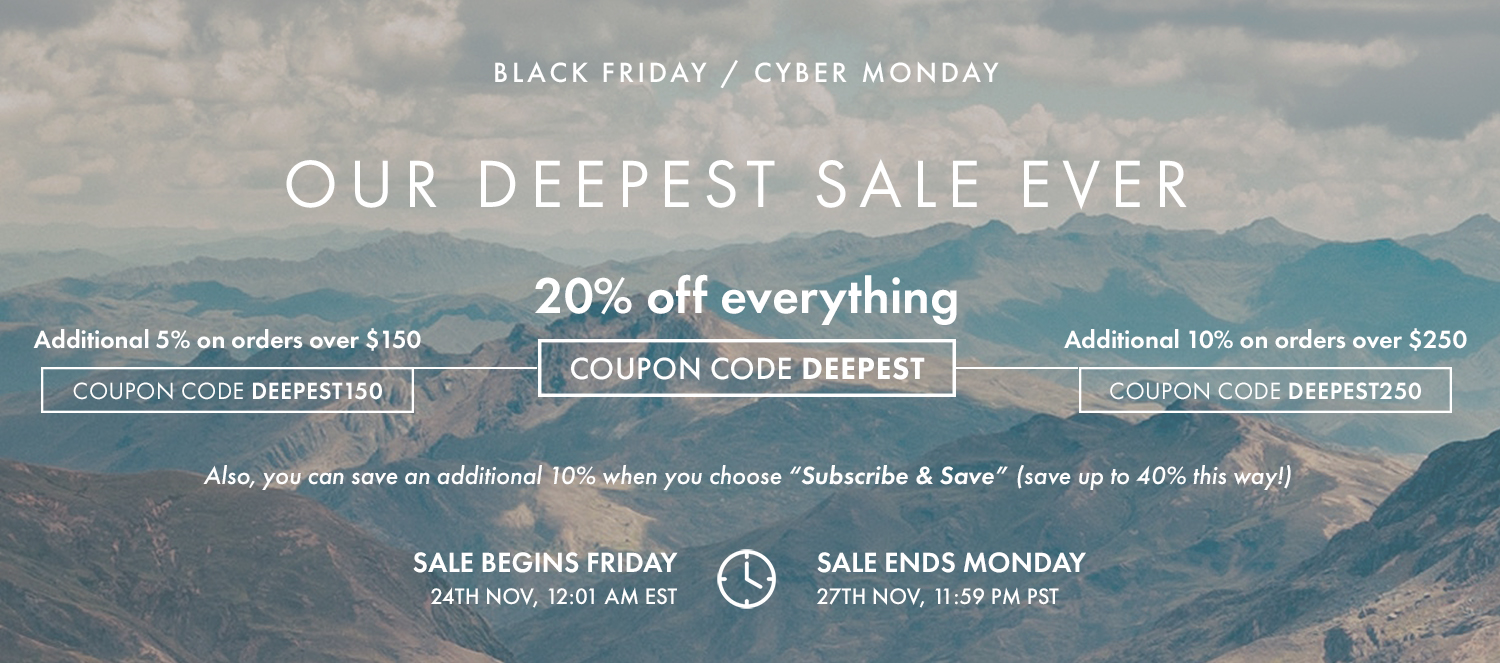 BLACK FRIDAY / CYBER MONDAY
OUR DEEPEST SALE EVER
20% off everything
COUPON CODE DEEPEST
Additional 5% on orders over $150
COUPON CODE DEEPEST150
Additional 10% on orders over $250
COUPON CODE DEEPEST250
Also, you can save an additional 10% when you choose “Subscribe & Save” (save up to 40% this way!)
SALE BEGINS FRIDAY
24TH NOV, 12:01 AM EST
SALE ENDS MONDAY
27TH NOV, 11:59 PM PST